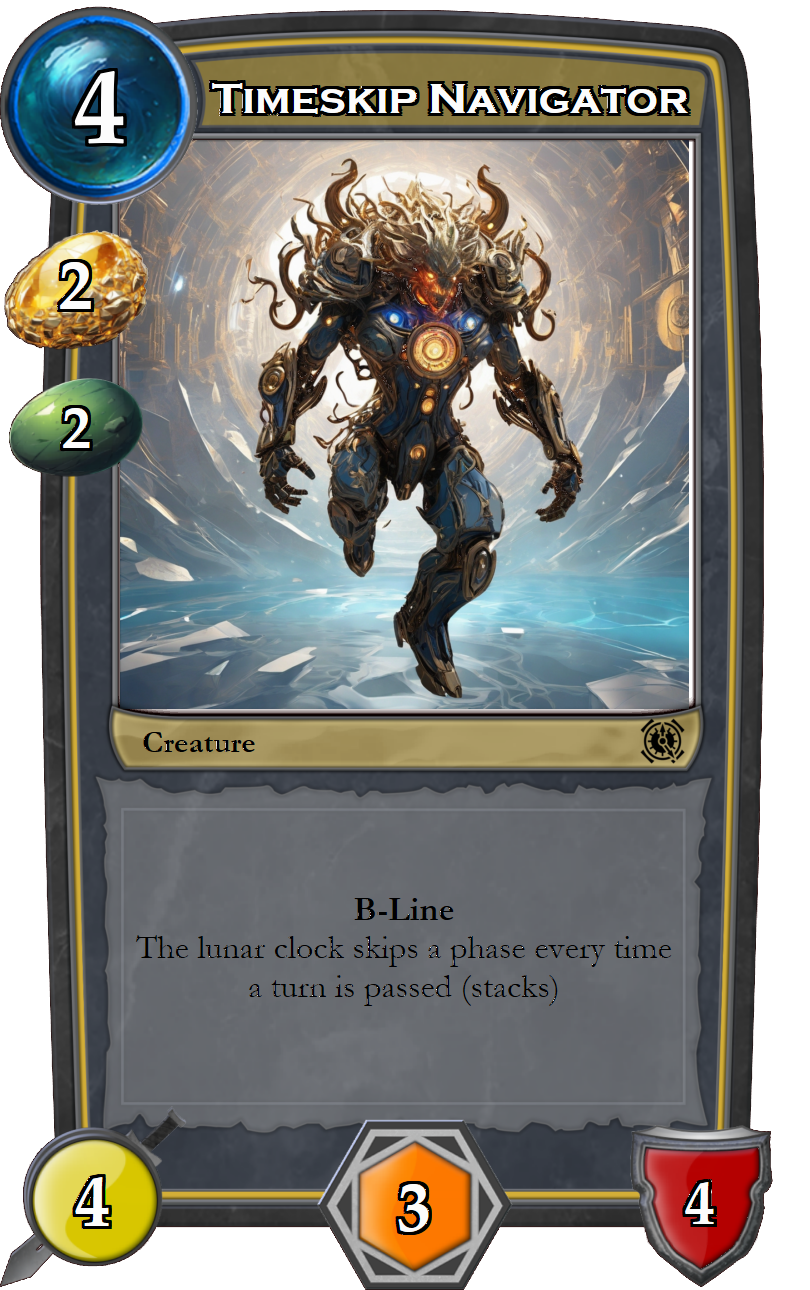 4
Timeskip Navigator
2
2
Creature
B-Line
The lunar clock skips a phase every time
a turn is passed (stacks)
4
3
4